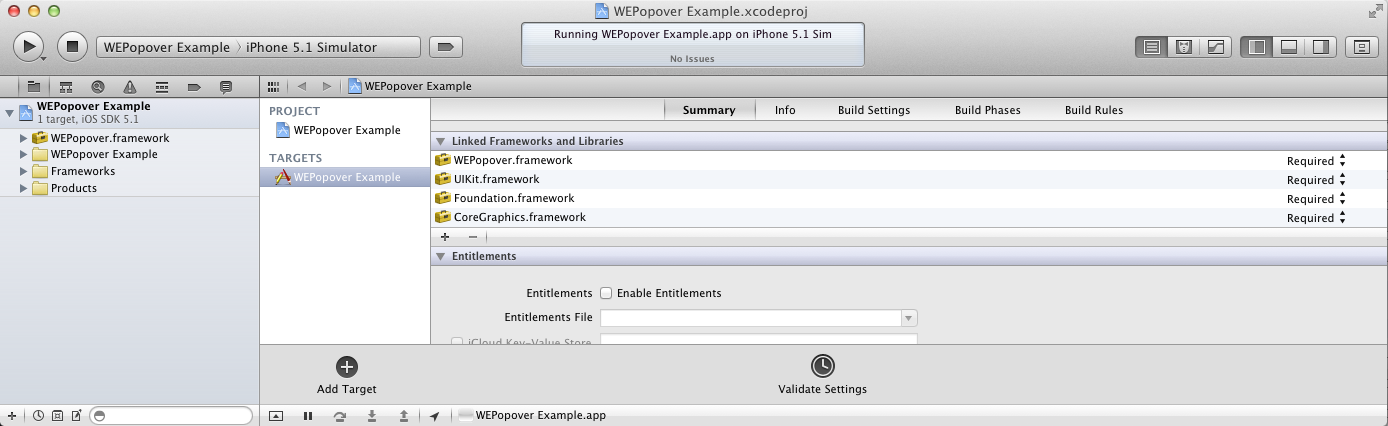 WEPopover Example.xcodeproj
WEPopover Example 〉iPhone 5.1 Simulator
Running WEPopover Example.app on iPhone 5.1 Sim
No Issues
WEPopover Example
1 target, iOS SDK 5.1
WEPopover.framework
WEPopover Example
Frameworks
Products
WEPopover Example
PROJECT
WEPopover Example
TARGETS
WEPopover Example
Summary Info Build Settings Build Phases Build Rules
Linked Frameworks and Libraries
WEPopover.framework Required
UIKit.framework Required
Foundation.framework Required
CoreGraphics.framework Required
Entitlements
Entitlements Enable Entitlements
Entitlements File
iCloud Key-Value Store
Add Target
Validate Settings
WEPopover Example.app